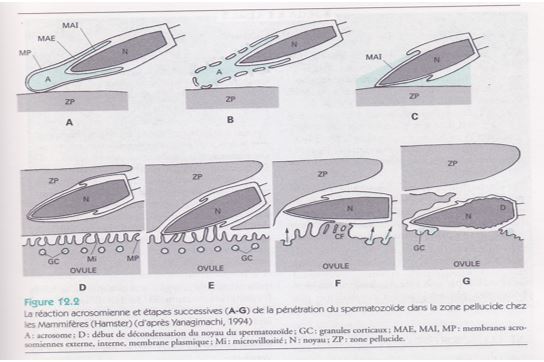 MAI
MAE
MP
N
A
ZP
A
N
A
ZP
B
MAI
N
ZP
C
ZP
N
GC Mi MP
OVULE
D
ZP
N
GC
OVULE
E
ZP
N
CF
OVULE
F
ZP
N
D
GC
OVULE
G
Figure 12.2
La réaction acrosomienne et étapes successives (A-G) de la pénétration du spermatozoïde dans la zone pellucide chez
les Mammifères (Hamster) (d'après Yanagimachi, 1994)
A : acrosome ; D : début de décondensation du noyau du spermatozoïde ; GC : granules corticaux ; MAE, MAI, MP : membranes acro-
somiennes externe, interne, membrane plasmique ; Mi : microvillosité ; N : noyau ; ZP : zone pellucide.